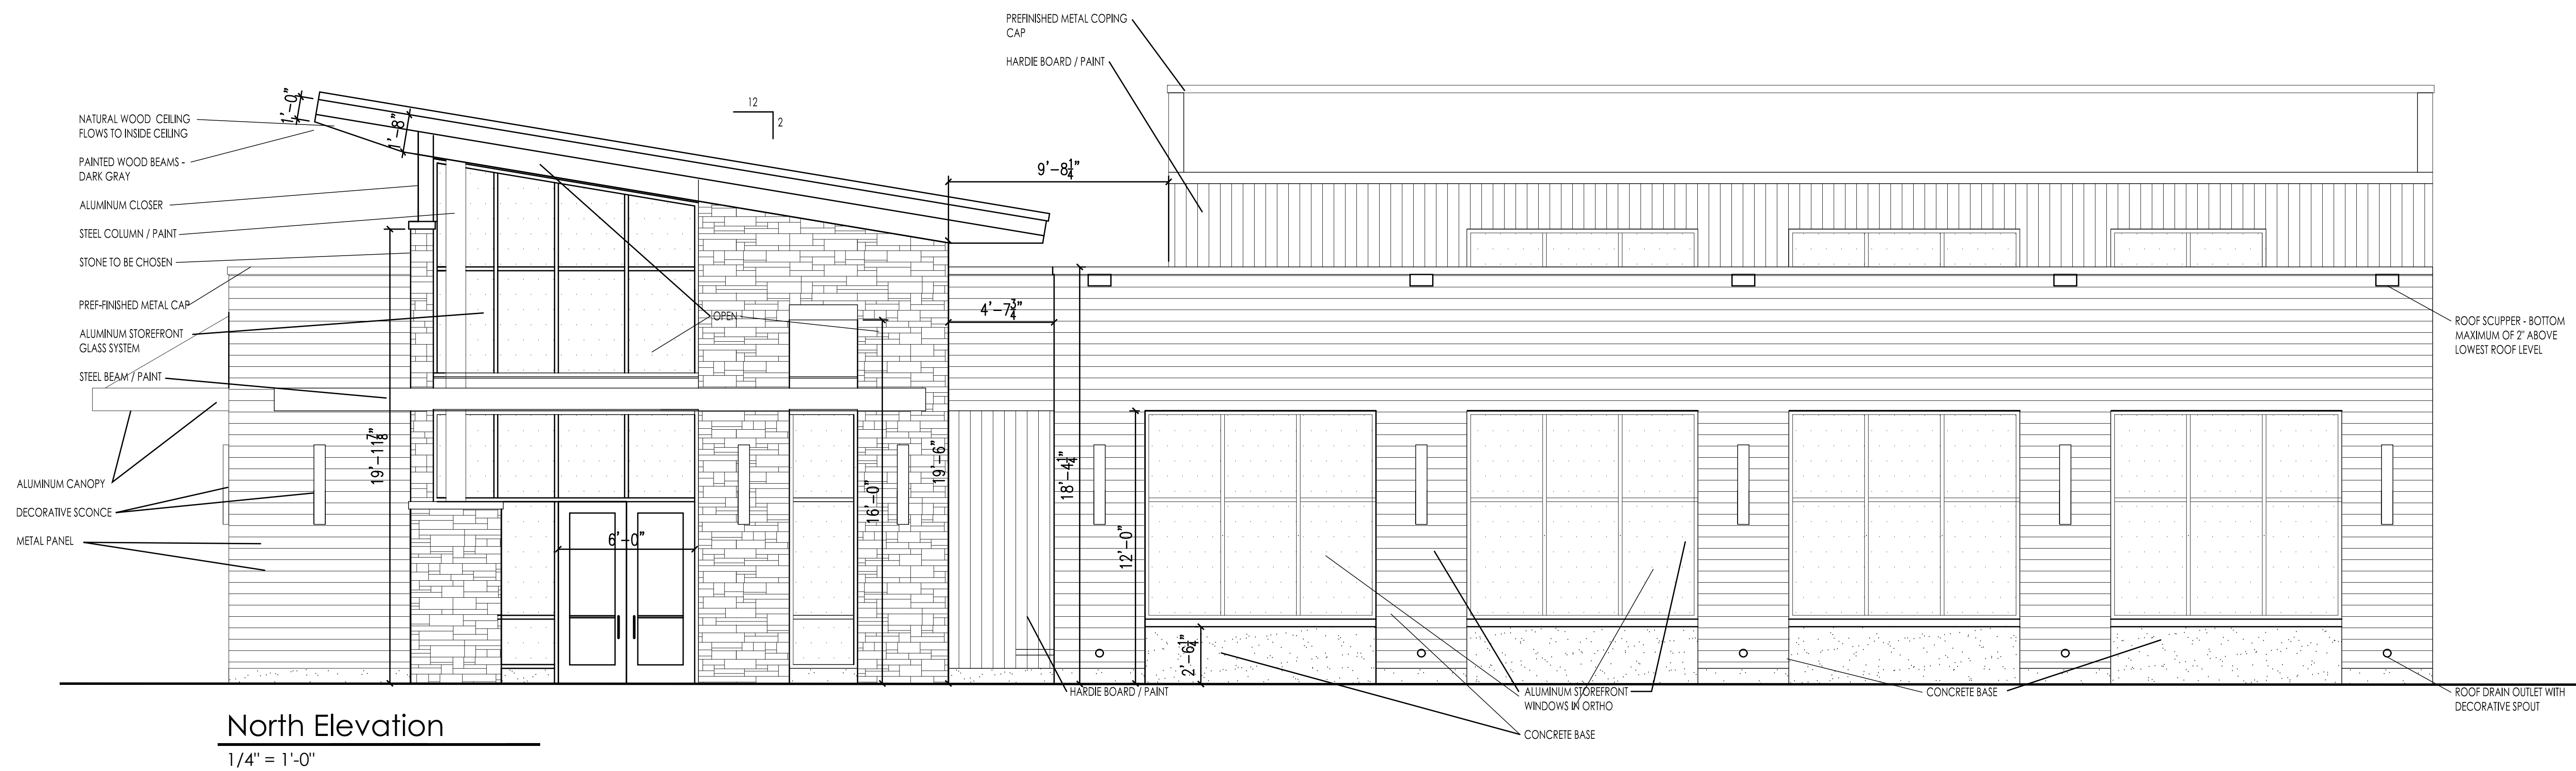 PREFINISHED METAL COPING
CAP
HARDIE BOARD / PAINT
1'-0"
1'-8"
12
2
NATURAL WOOD CEILING
FLOWS TO INSIDE CEILING
PAINTED WOOD BEAMS -
DARK GRAY
ALUMINUM CLOSER
STEEL COLUMN / PAINT
STONE TO BE CHOSEN
PREF-FINISHED METAL CAP
ALUMINUM STOREFRONT
GLASS SYSTEM
STEEL BEAM / PAINT
ALUMINUM CANOPY
DECORATIVE SCONCE
METAL PANEL
9'-8 1/4"
4'-7 3/4"
OPEN
19'-11 7/8"
6'-0"
16'-0"
19'-6"
18'-4 1/4"
12'-0"
2'-6 1/4"
ROOF SCUPPER - BOTTOM
MAXIMUM OF 2" ABOVE
LOWEST ROOF LEVEL
HARDIE BOARD / PAINT
ALUMINUM STOREFRONT
WINDOWS IN ORTHO
CONCRETE BASE
CONCRETE BASE
ROOF DRAIN OUTLET WITH
DECORATIVE SPOUT
North Elevation
1/4" = 1'-0"